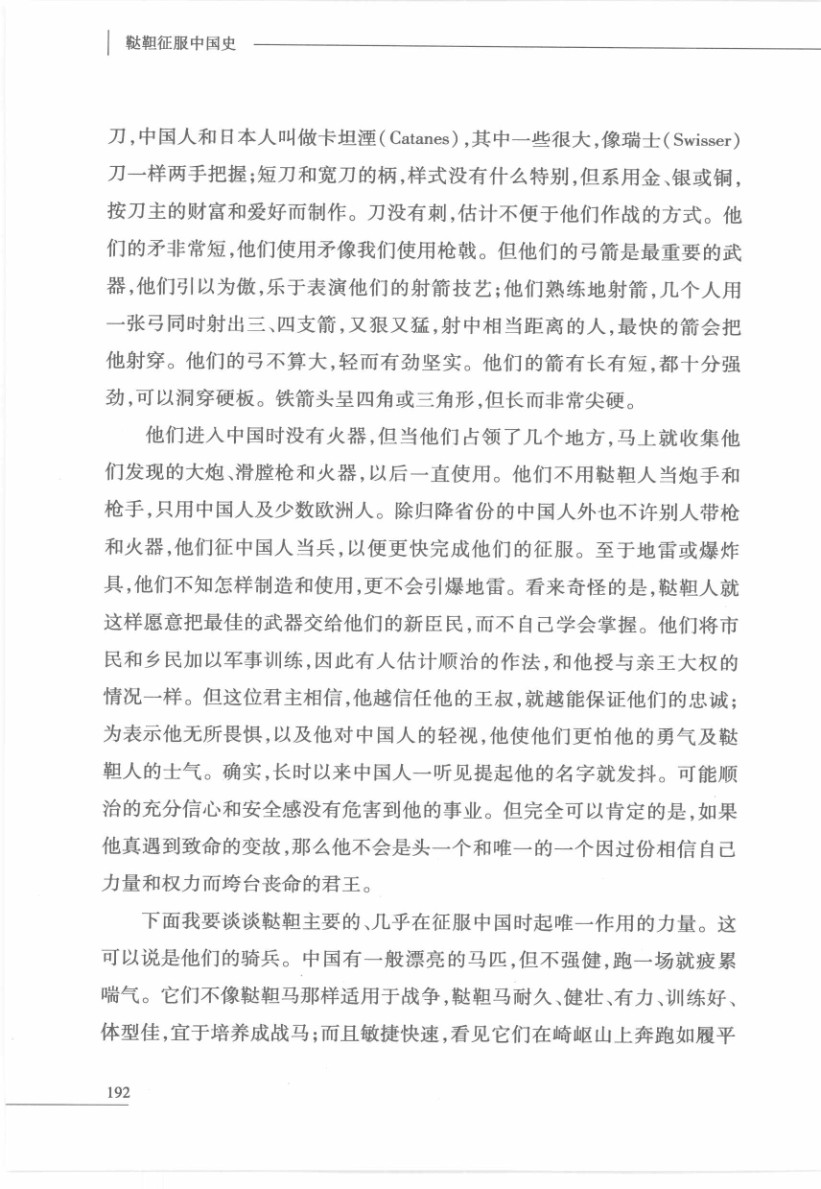 鞑靼征服中国史
刀,中国人和日本人叫做卡坦湮(Catanes),其中一些很大,像瑞士(Swisser)
刀一样两手把握;短刀和宽刀的柄,样式没有什么特别,但系用金、银或铜,
按刀主的财富和爱好而制作。刀没有刺,估计不便于他们作战的方式。他
们的矛非常短,他们使用矛像我们使用枪戟。但他们的弓箭是最重要的武
器,他们引以为傲,乐于表演他们的射箭技艺;他们熟练地射箭,几个人用
一张弓同时射出三、四支箭,又狠又猛,射中相当距离的人,最快的箭会把
他射穿。他们的弓不算大,轻而有劲坚实。他们的箭有长有短,都十分强
劲,可以洞穿硬板。铁箭头呈四角或三角形,但长而非常尖硬。
他们进入中国时没有火器,但当他们占领了几个地方,马上就收集他
们发现的大炮、滑膛枪和火器,以后一直使用。他们不用鞑靼人当炮手和
枪手,只用中国人及少数欧洲人。除归降省份的中国人外也不许别人带枪
和火器,他们征中国人当兵,以便更快完成他们的征服。至于地雷或爆炸
具,他们不知怎样制造和使用,更不会引爆地雷。看来奇怪的是,鞑靼人就
这样愿意把最佳的武器交给他们的新臣民,而不自己学会掌握。他们将市
民和乡民加以军事训练,因此有人估计顺治的作法,和他授与亲王大权的
情况一样。但这位君主相信,他越信任他的王叔,就越能保证他们的忠诚;
为表示他无所畏惧,以及他对中国人的轻视,他使他们更怕他的勇气及鞑
靼人的士气。确实,长时以来中国人一听见提起他的名字就发抖。可能顺
治的充分信心和安全感没有危害到他的事业。但完全可以肯定的是,如果
他真遇到致命的变故,那么他不会是头一个和唯一的一个因过份相信自己
力量和权力而垮台丧命的君王。
下面我要谈谈鞑靼主要的、几乎在征服中国时起唯一作用的力量。这
可以说是他们的骑兵。中国有一般漂亮的马匹,但不强健,跑一场就疲累
喘气。它们不像鞑靼马那样适用于战争,鞑靼马耐久、健壮、有力、训练好、
体型佳,宜于培养成战马;而且敏捷快速,看见它们在崎岖山上奔跑如履平
192